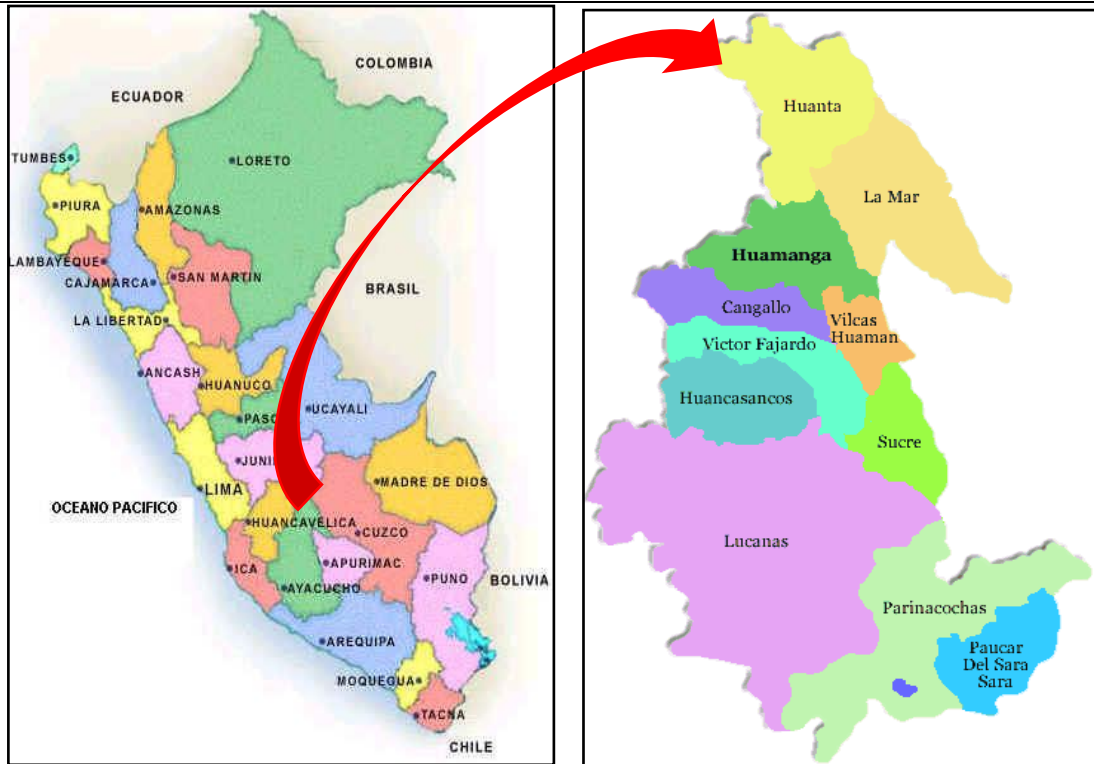 COLOMBIA
ECUADOR
TUMBES
LORETO
PIURA
AMAZONAS
LAMBAYEQUE
SAN MARTIN
CAJAMARCA
BRASIL
LA LIBERTAD
ANCASH
HUANUCO
UCAYALI
PASC
JUNI
MADRE DE DIOS
LIMA
OCEANO PACIFICO
HUANCAVELICA
CUZCO
ICA
APURIMAC
AYACUCHO
PUNO
BOLIVIA
AREQUIPA
MOQUEGUA
TACNA
CHILE
Huanta
La Mar
Huamanga
Cangallo
Vilcas
Huaman
Victor Fajardo
Huancasancos
Sucre
Lucanas
Parinacochas
Paucar
Del Sara
Sara